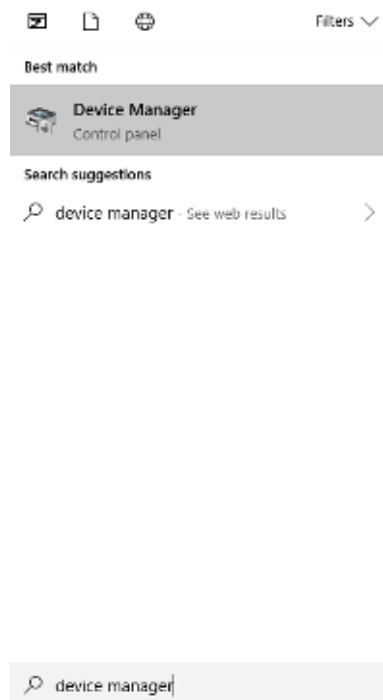 Filters
Best match
Device Manager
Control panel
Search suggestions
device manager - See web results
device manager